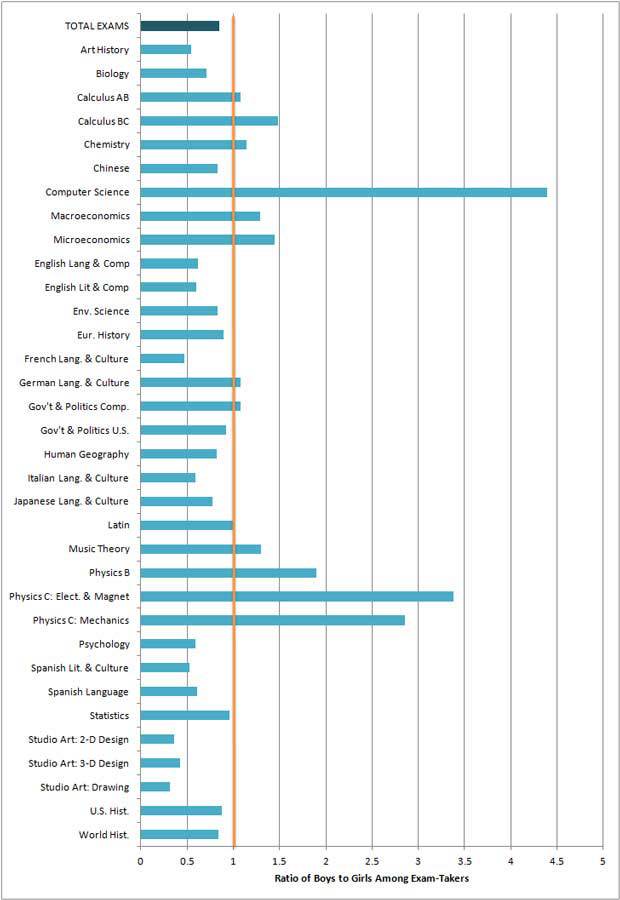 TOTAL EXAMS
Art History
Biology
Calculus AB
Calculus BC
Chemistry
Chinese
Computer Science
Macroeconomics
Microeconomics
English Lang & Comp
English Lit & Comp
Env. Science
Eur. History
French Lang. & Culture
German Lang. & Culture
Gov't & Politics Comp.
Gov't & Politics U.S.
Human Geography
Italian Lang. & Culture
Japanese Lang. & Culture
Latin
Music Theory
Physics B
Physics C: Elect. & Magnet
Physics C: Mechanics
Psychology
Spanish Lit. & Culture
Spanish Language
Statistics
Studio Art: 2-D Design
Studio Art: 3-D Design
Studio Art: Drawing
U.S. Hist.
World Hist.
0 0.5 1 1.5 2 2.5 3 3.5 4 4.5 5
Ratio of Boys to Girls Among Exam-Takers